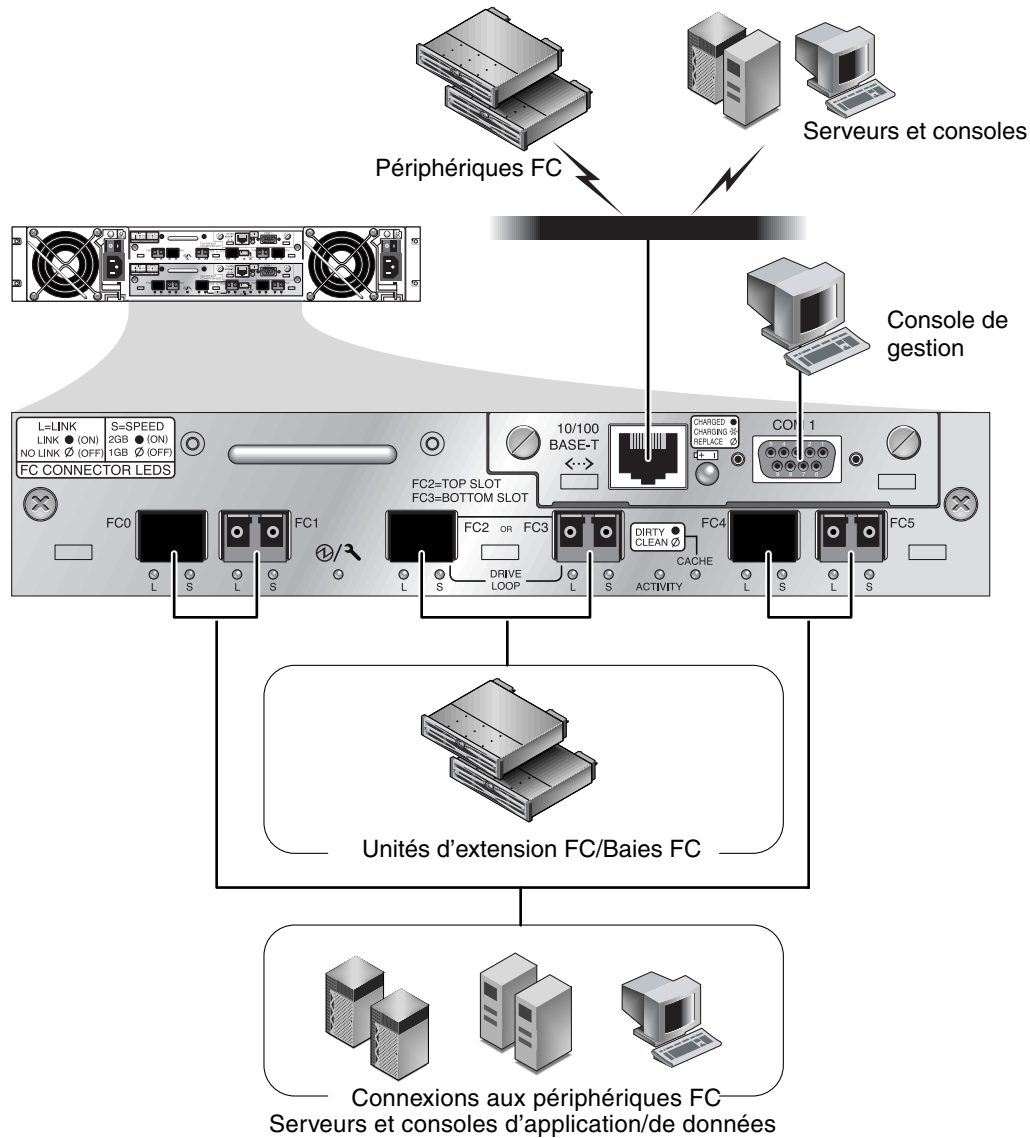 Périphériques FC
Serveurs et consoles
Console de
gestion
L=LINK
LINK ● (ON)
NO LINK Ø (OFF)
S=SPEED
2GB ● (ON)
1GB Ø (OFF)
FC CONNECTOR LEDS
10/100
BASE-T
<···>
CHARGED ●
CHARGING
REPLACE Ø
COM 1
FC2=TOP SLOT
FC3=BOTTOM SLOT
FC0
FC1
FC2 OR FC3
DIRTY ●
CLEAN Ø
CACHE
FC4
FC5
L S L S L S
DRIVE
LOOP
L S ACTIVITY L S L S
Unités d'extension FC/Baies FC
Connexions aux périphériques FC
Serveurs et consoles d'application/de données